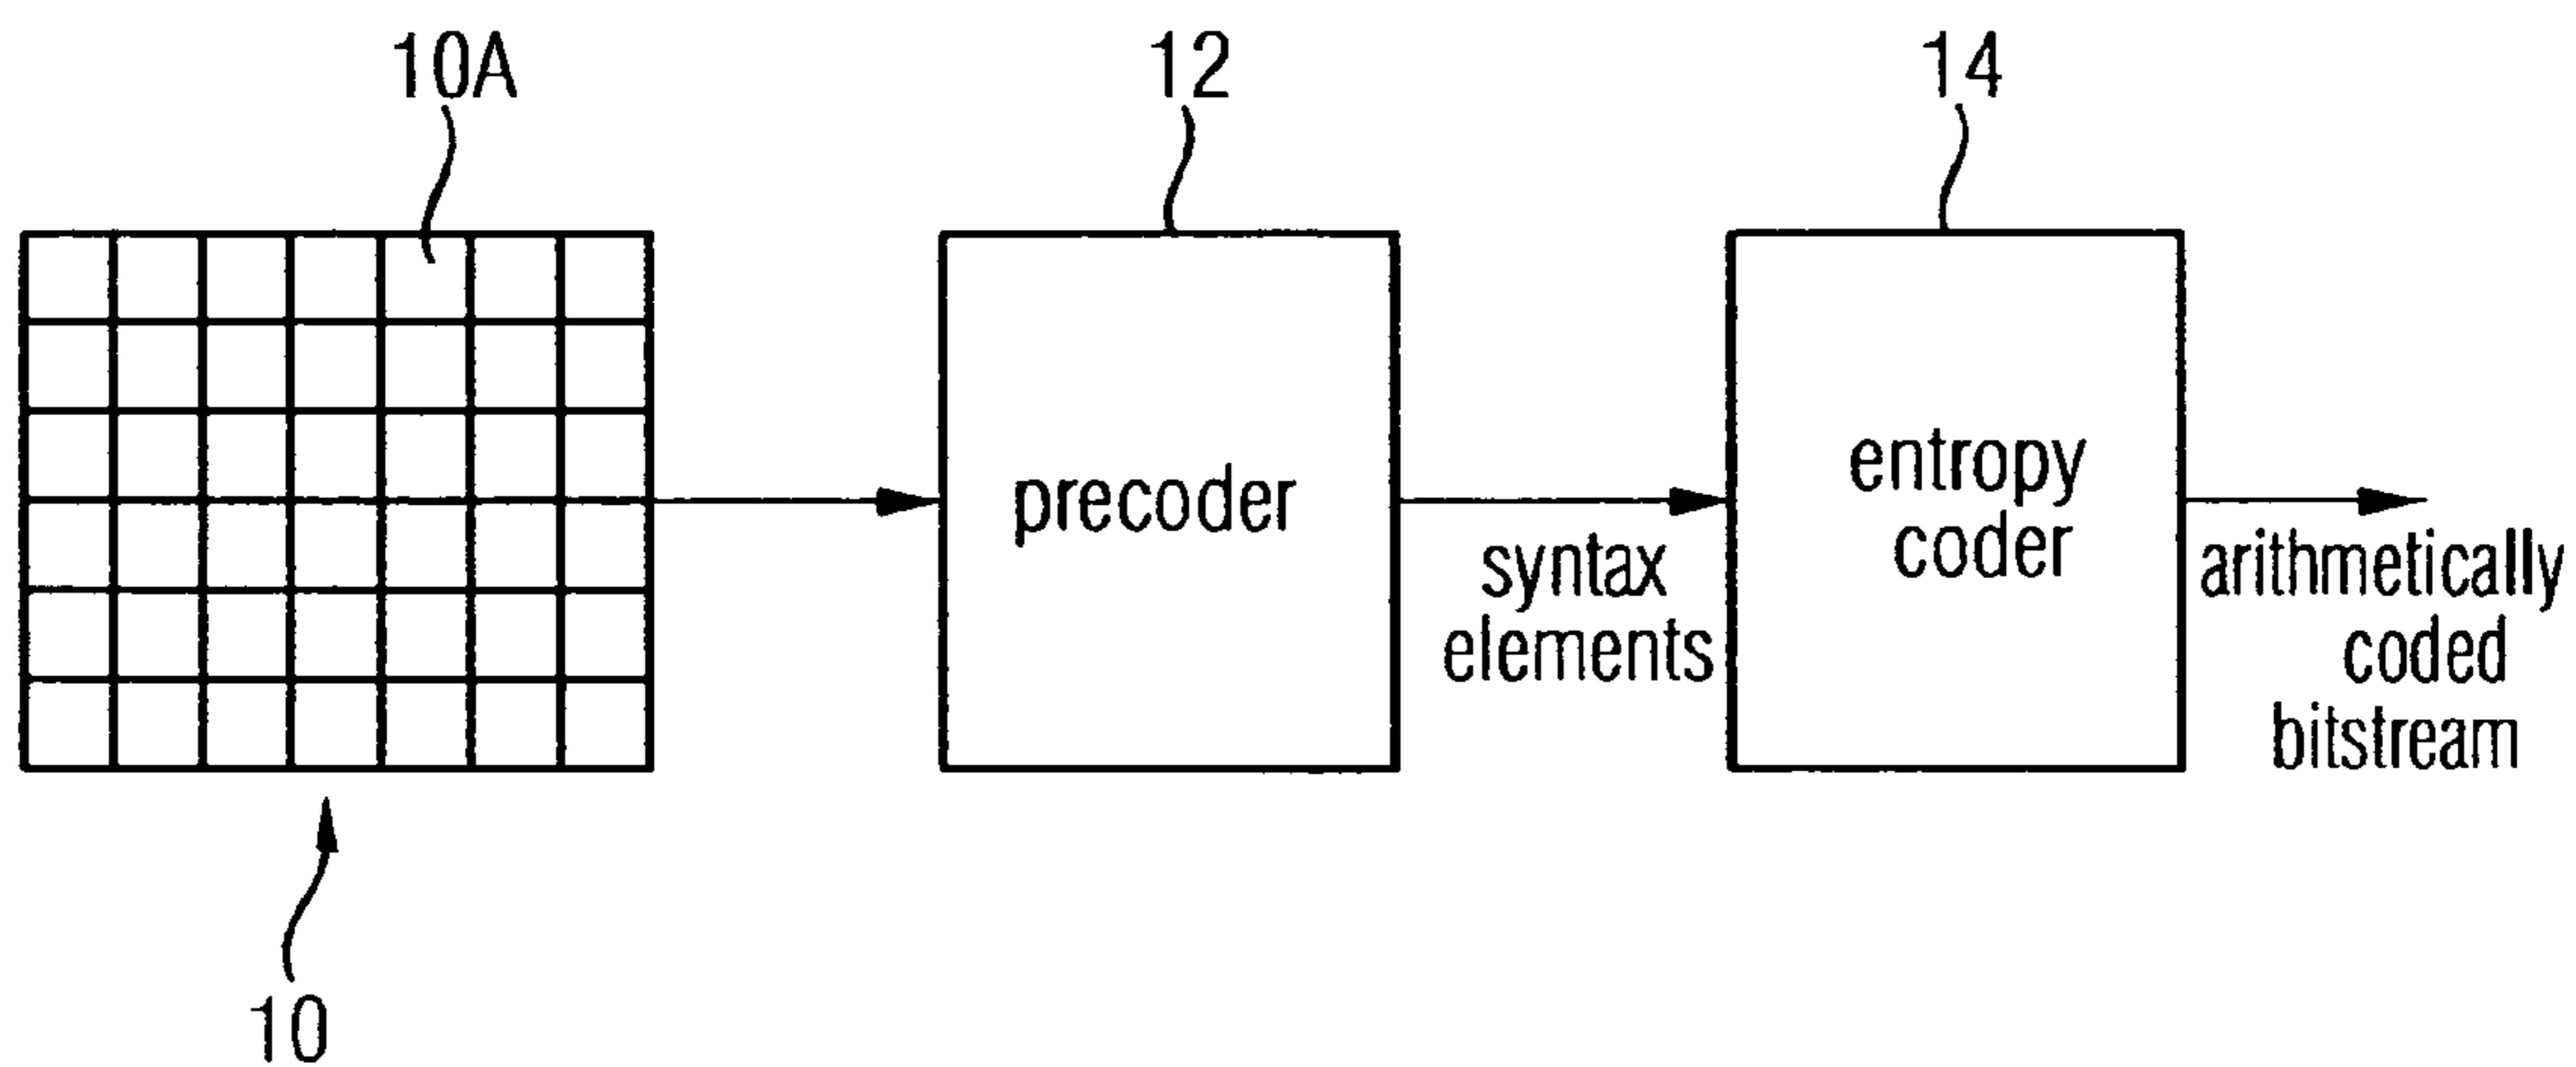 10A
12
14
precoder
entropy
coder
syntax
elements
arithmetically
coded
bitstream
10